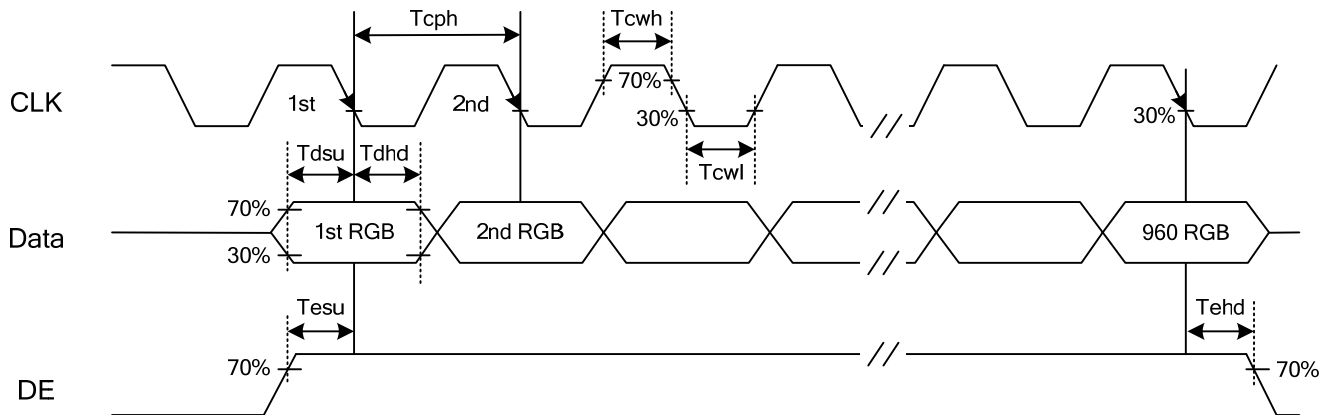 Tcph
Tcwh
CLK
1st
2nd
70%
30%
30%
Tcwl
Tdsu
Tdhd
70%
Data
1st RGB
2nd RGB
960 RGB
30%
Tesu
Tehd
70%
70%
DE